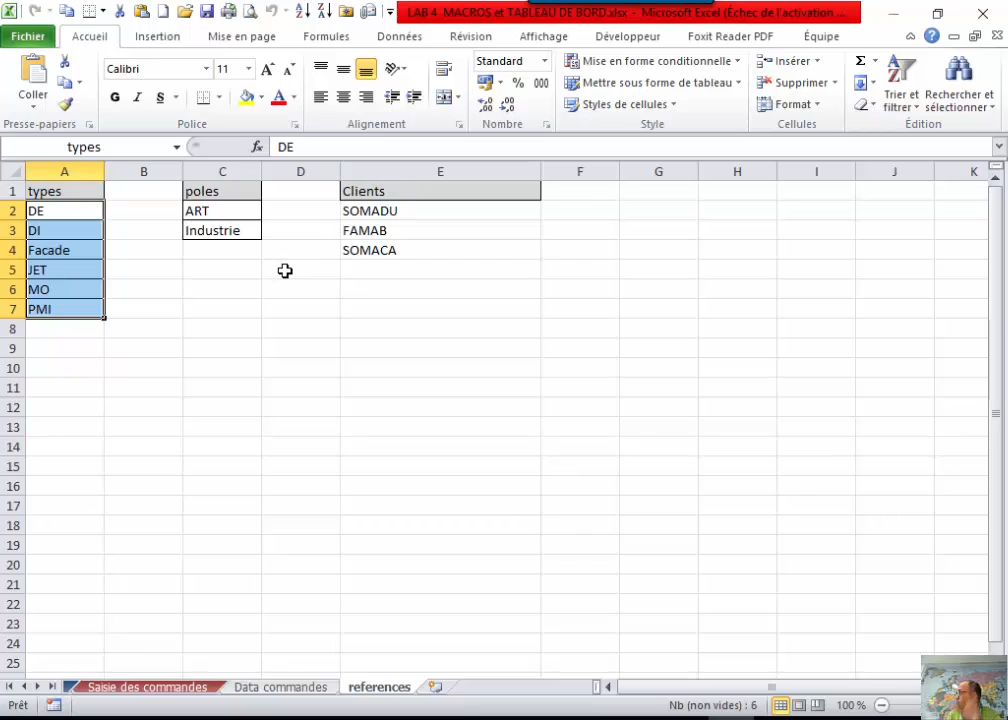 LAB 4- MACROS et TABLEAU DE BORD.xlsx - Microsoft Excel (Échec de l'activation ...
Fichier Accueil Insertion Mise en page Formules Données Révision Affichage Développeur Foxit Reader PDF Équipe
Coller
Presse-papiers
Calibri 11
G I S A
Police
Alignement
Standard
% 000
Nombre
Mise en forme conditionnelle
Mettre sous forme de tableau
Styles de cellules
Style
Insérer
Supprimer
Format
Cellules
Σ
Trier et filtrer
Rechercher et sélectionner
Édition
types fx DE
A B C D E F G H I J K
1 types poles Clients
2 DE ART SOMADU
3 DI Industrie FAMAB
4 Facade SOMACA
5 JET
6 MO
7 PMI
8
9
10
11
12
13
14
15
16
17
18
19
20
21
22
23
24
25
Saisie des commandes Data commandes references
Prêt Nb (non vides) : 6 100 %